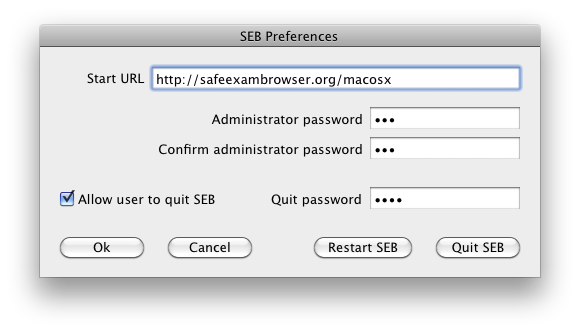 SEB Preferences
Start URL http://safeexambrowser.org/macosx
Administrator password •••
Confirm administrator password •••
Allow user to quit SEB Quit password ••••
Ok Cancel Restart SEB Quit SEB